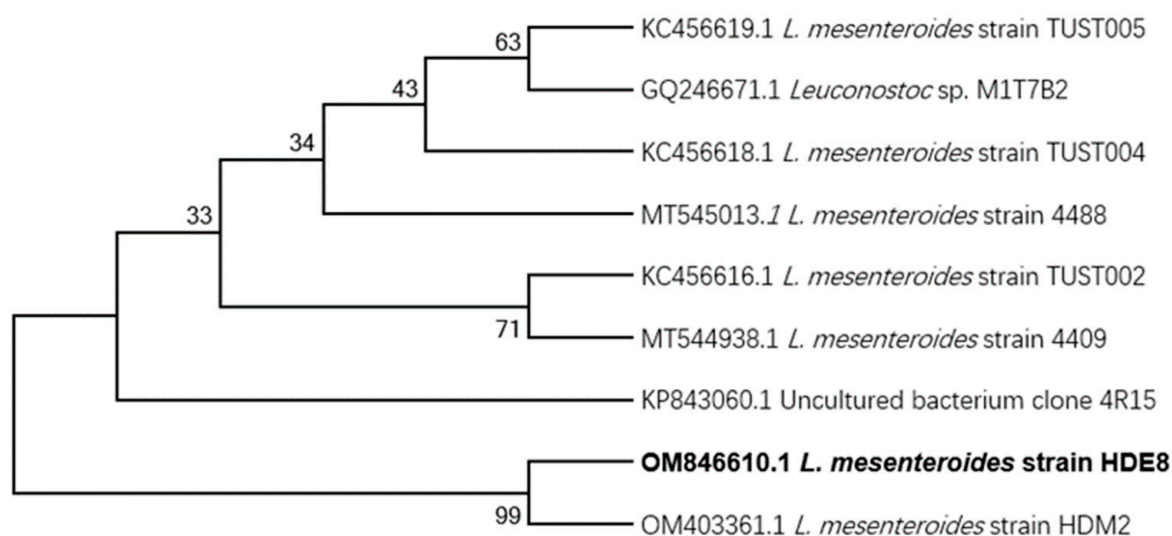 KC456619.1 L. mesenteroides strain TUST005
63
GQ246671.1 Leuconostoc sp. M1T7B2
43
KC456618.1 L. mesenteroides strain TUST004
34
MT545013.1 L. mesenteroides strain 4488
33
KC456616.1 L. mesenteroides strain TUST002
71
MT544938.1 L. mesenteroides strain 4409
KP843060.1 Uncultured bacterium clone 4R15
OM846610.1 L. mesenteroides strain HDE8
99
OM403361.1 L. mesenteroides strain HDM2